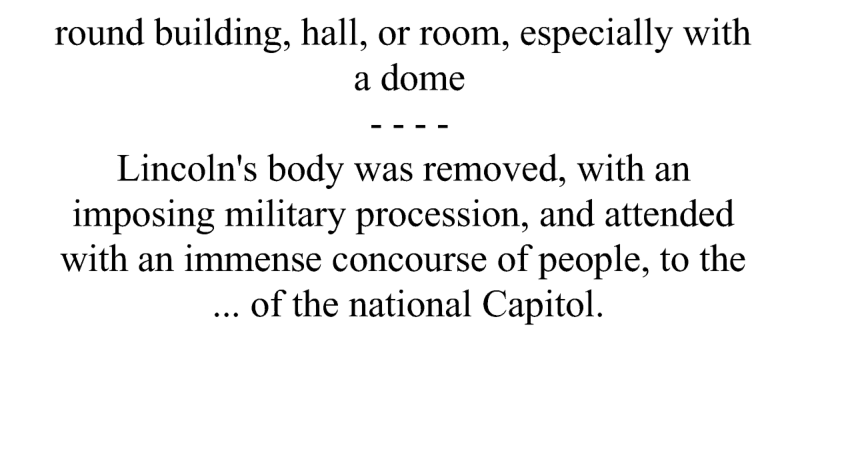 round building, hall, or room, especially with
a dome
- - - -
Lincoln's body was removed, with an
imposing military procession, and attended
with an immense concourse of people, to the
... of the national Capitol.